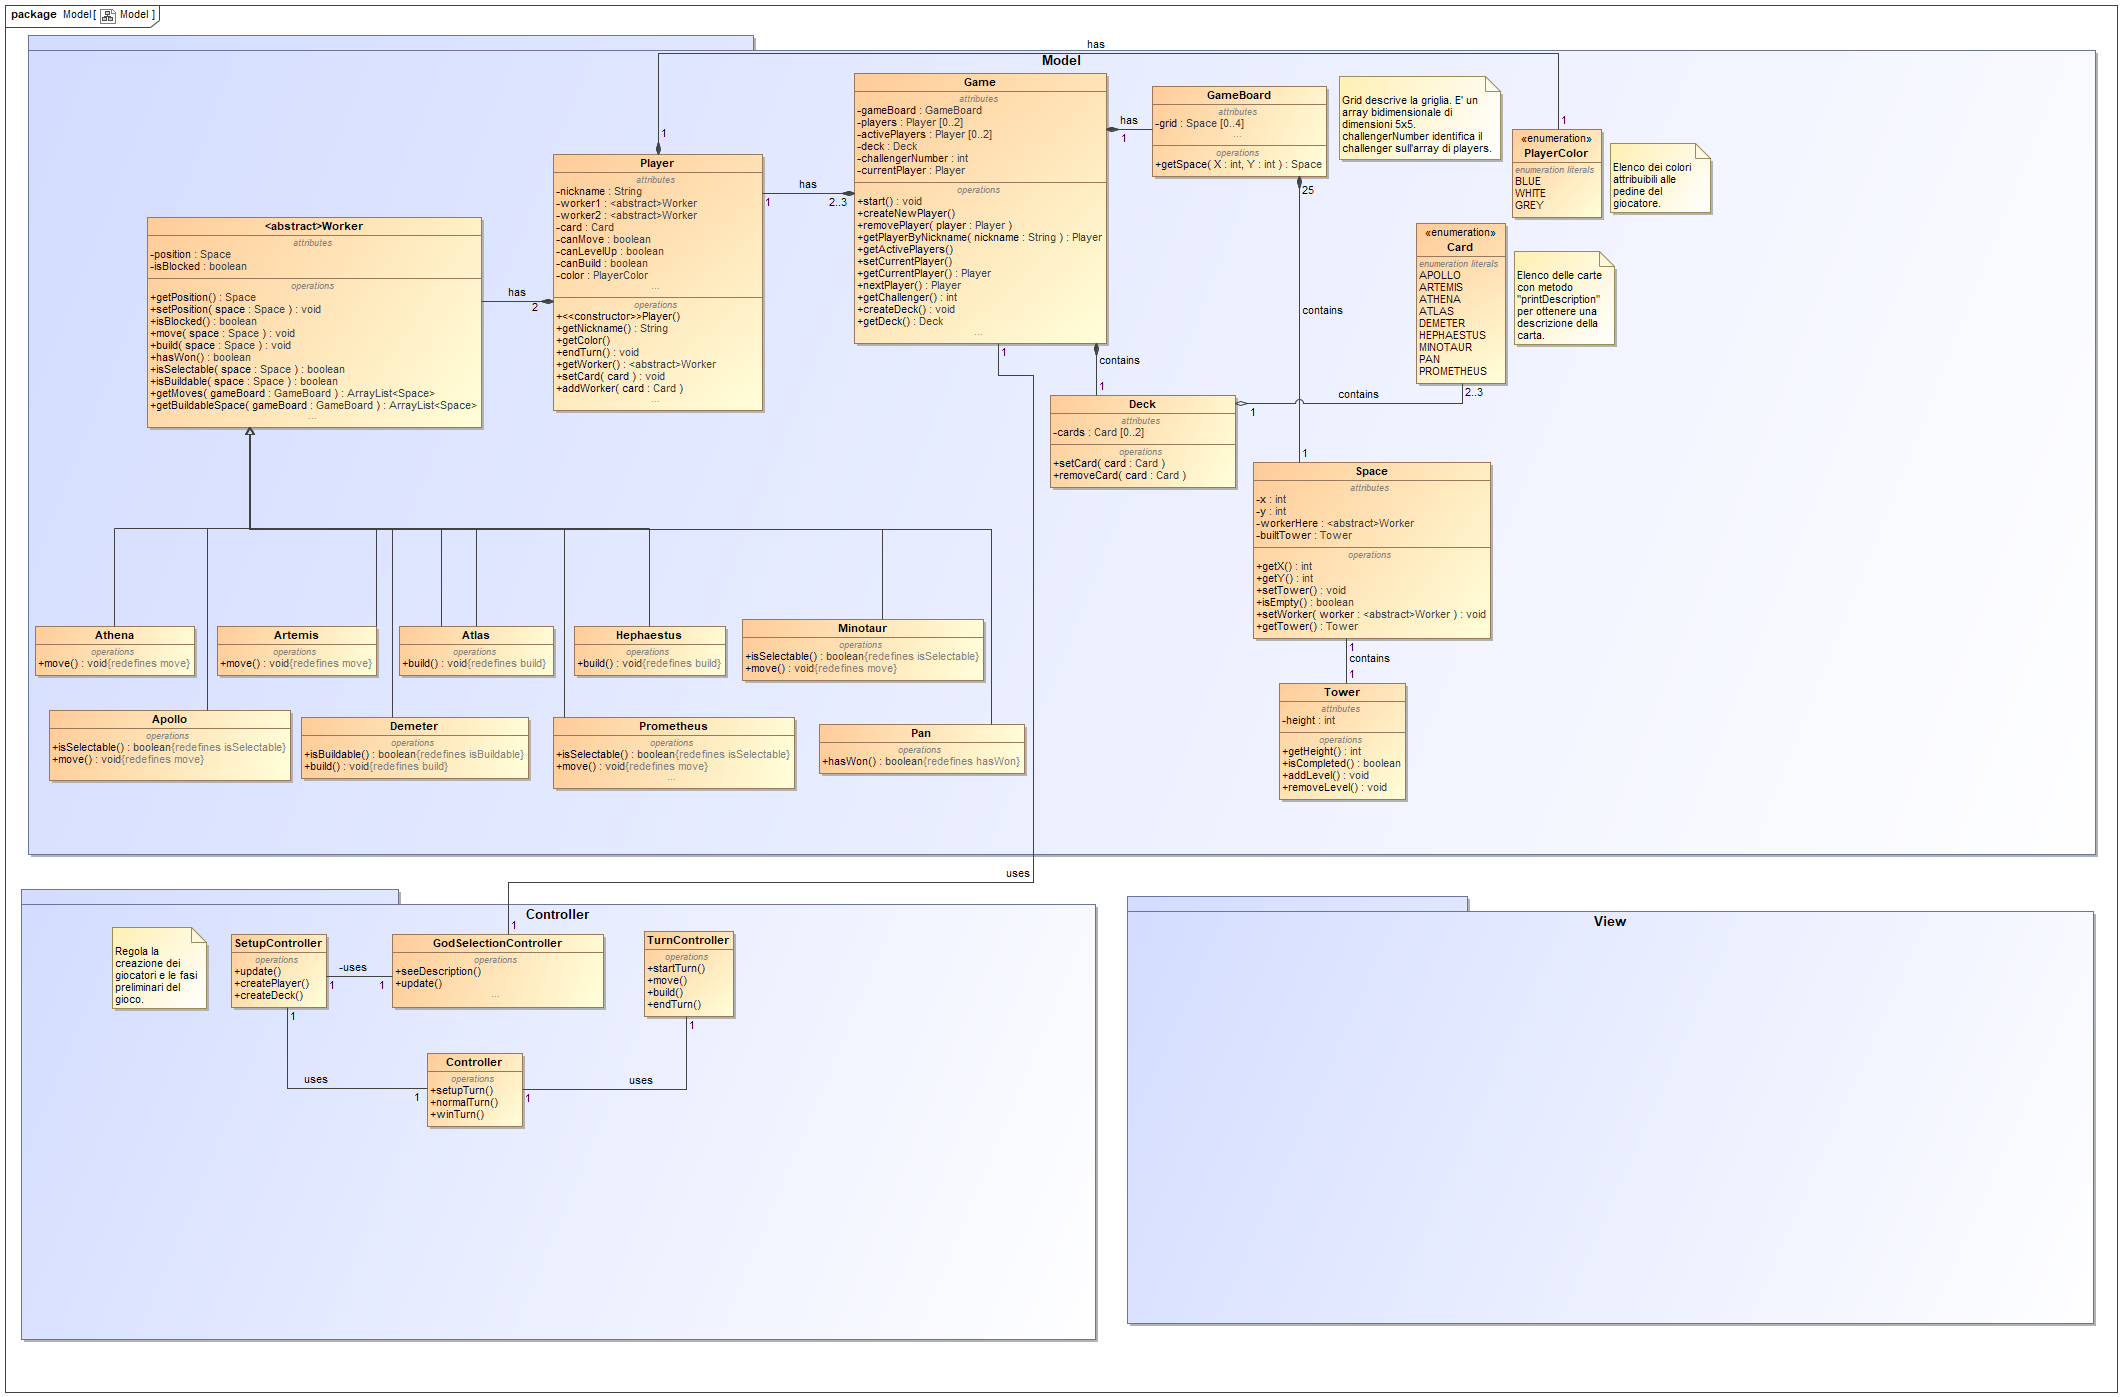 package Model[ Model ]
Model
has
1
1
Game
attributes
-gameBoard : GameBoard
-players : Player [0..2]
-activePlayers : Player [0..2]
-deck : Deck
-challengerNumber : int
-currentPlayer : Player
operations
+start() : void
+createNewPlayer()
+removePlayer( player : Player )
+getPlayerByNickname( nickname : String ) : Player
+getActivePlayers()
+setCurrentPlayer()
+getCurrentPlayer() : Player
+nextPlayer() : Player
+getChallenger() : int
+createDeck() : void
+getDeck() : Deck
...
has
1
GameBoard
attributes
-grid : Space [0..4]
...
operations
+getSpace( X : int, Y : int ) : Space
25
contains
1
Grid descrive la griglia. E' un
array bidimensionale di
dimensioni 5x5.
challengerNumber identifica il
challenger sull'array di players.
«enumeration»
PlayerColor
enumeration literals
BLUE
WHITE
GREY
Elenco dei colori
attribuibili alle
pedine del
giocatore.
Player
attributes
-nickname : String
-worker1 : <abstract>Worker
-worker2 : <abstract>Worker
-card : Card
-canMove : boolean
-canLevelUp : boolean
-canBuild : boolean
-color : PlayerColor
...
operations
+<<constructor>>Player()
+getNickname() : String
+getColor()
+endTurn() : void
+getWorker() : <abstract>Worker
+setCard( card ) : void
+addWorker( card : Card )
...
has
1
2..3
<abstract>Worker
attributes
-position : Space
-isBlocked : boolean
operations
+getPosition() : Space
+setPosition( space : Space ) : void
+isBlocked() : boolean
+move( space : Space ) : void
+build( space : Space ) : void
+hasWon() : boolean
+isSelectable( space : Space ) : boolean
+isBuildable( space : Space ) : boolean
+getMoves( gameBoard : GameBoard ) : ArrayList<Space>
+getBuildableSpace( gameBoard : GameBoard ) : ArrayList<Space>
...
has
2
«enumeration»
Card
enumeration literals
APOLLO
ARTEMIS
ATHENA
ATLAS
DEMETER
HEPHAESTUS
MINOTAUR
PAN
PROMETHEUS
Elenco delle carte
con metodo
"printDescription"
per ottenere una
descrizione della
carta.
1
contains
1
Deck
attributes
-cards : Card [0..2]
operations
+setCard( card : Card )
+removeCard( card : Card )
contains
1
2..3
Space
attributes
-x : int
-y : int
-workerHere : <abstract>Worker
-builtTower : Tower
operations
+getX() : int
+getY() : int
+setTower() : void
+isEmpty() : boolean
+setWorker( worker : <abstract>Worker ) : void
+getTower() : Tower
1
contains
1
Tower
attributes
-height : int
operations
+getHeight() : int
+isCompleted() : boolean
+addLevel() : void
+removeLevel() : void
Athena
operations
+move() : void{redefines move}
Artemis
operations
+move() : void{redefines move}
Atlas
operations
+build() : void{redefines build}
Hephaestus
operations
+build() : void{redefines build}
Minotaur
operations
+isSelectable() : boolean{redefines isSelectable}
+move() : void{redefines move}
Apollo
operations
+isSelectable() : boolean{redefines isSelectable}
+move() : void{redefines move}
Demeter
operations
+isBuildable() : boolean{redefines isBuildable}
+build() : void{redefines build}
Prometheus
operations
+isSelectable() : boolean{redefines isSelectable}
+move() : void{redefines move}
...
Pan
operations
+hasWon() : boolean{redefines hasWon}
uses
Controller
1
Regola la
creazione dei
giocatori e le fasi
preliminari del
gioco.
SetupController
operations
+update()
+createPlayer()
+createDeck()
-uses
1
1
GodSelectionController
operations
+seeDescription()
+update()
...
TurnController
operations
+startTurn()
+move()
+build()
+endTurn()
1
1
uses
1
Controller
operations
+setupTurn()
+normalTurn()
+winTurn()
uses
1
View